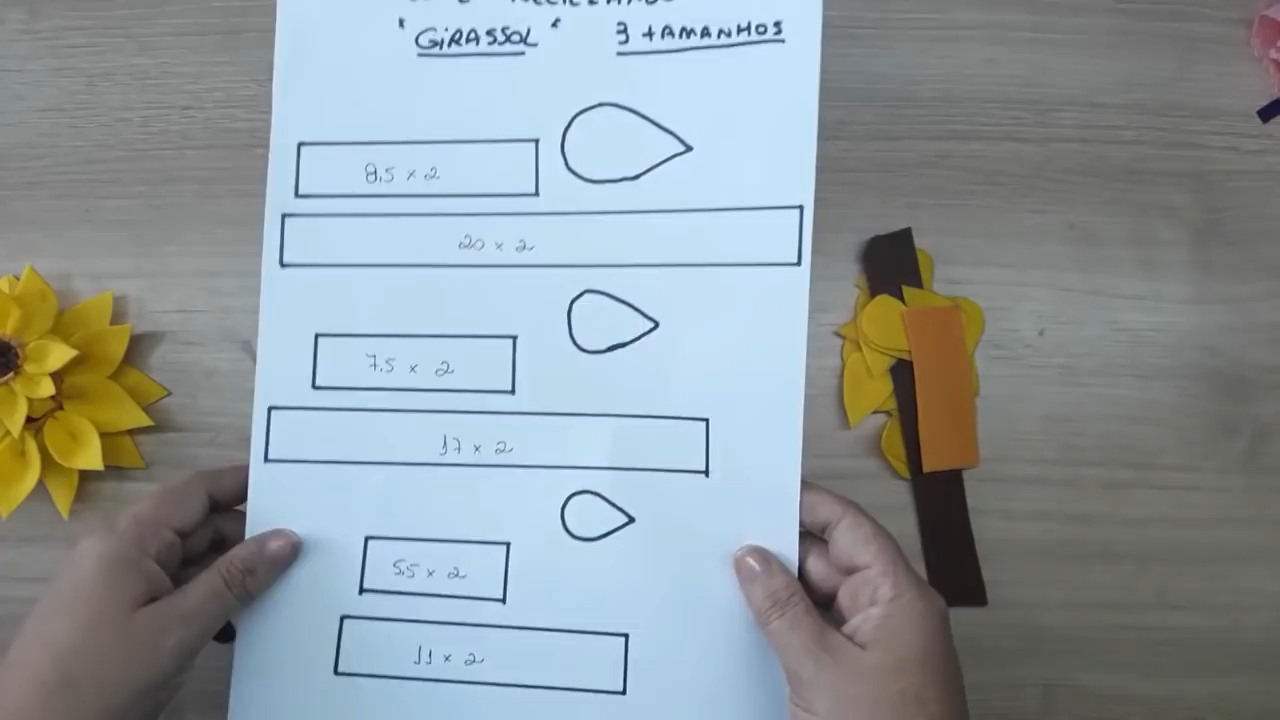 "GiRASSOL" 3 TAMANHOS
8,5 x 2
20 x 2
7,5 x 2
17 x 2
5,5 x 2
11 x 2